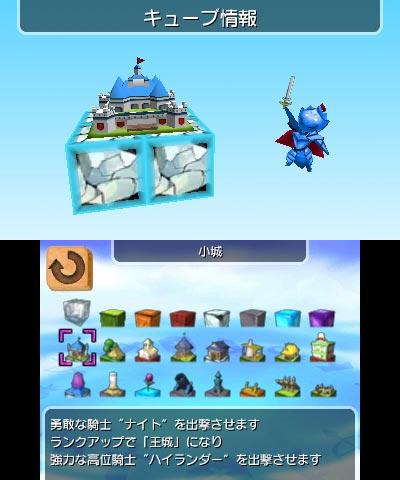 キューブ情報
小城
勇敢な騎士“ナイト”を出撃させます
ランクアップで「王城」になり
強力な高位騎士“ハイランダー”を出撃させます